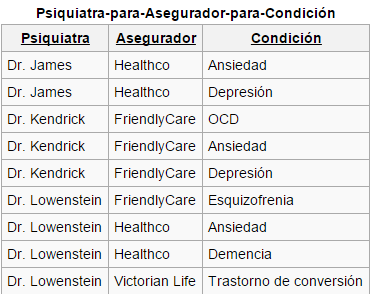 Psiquiatra-para-Asegurador-para-Condición
Psiquiatra Asegurador Condición
Dr. James Healthco Ansiedad
Dr. James Healthco Depresión
Dr. Kendrick FriendlyCare OCD
Dr. Kendrick FriendlyCare Ansiedad
Dr. Kendrick FriendlyCare Depresión
Dr. Lowenstein FriendlyCare Esquizofrenia
Dr. Lowenstein Healthco Ansiedad
Dr. Lowenstein Healthco Demencia
Dr. Lowenstein Victorian Life Trastorno de conversión